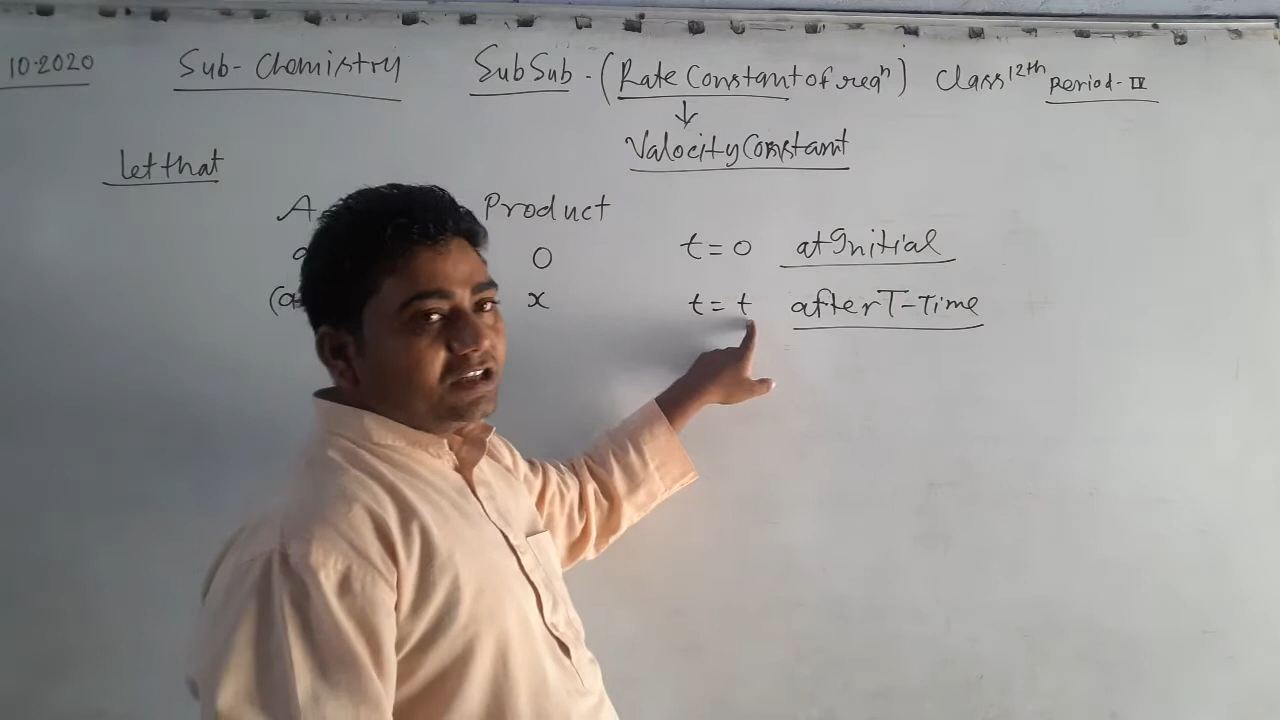 10.2020 Sub- Chemistry SubSub - (Rate Constant of reqⁿ) Class 12th Period - IV
Valocity Constant
let that
A Product
0 t = 0 at Initial
(a x t = t after T-Time